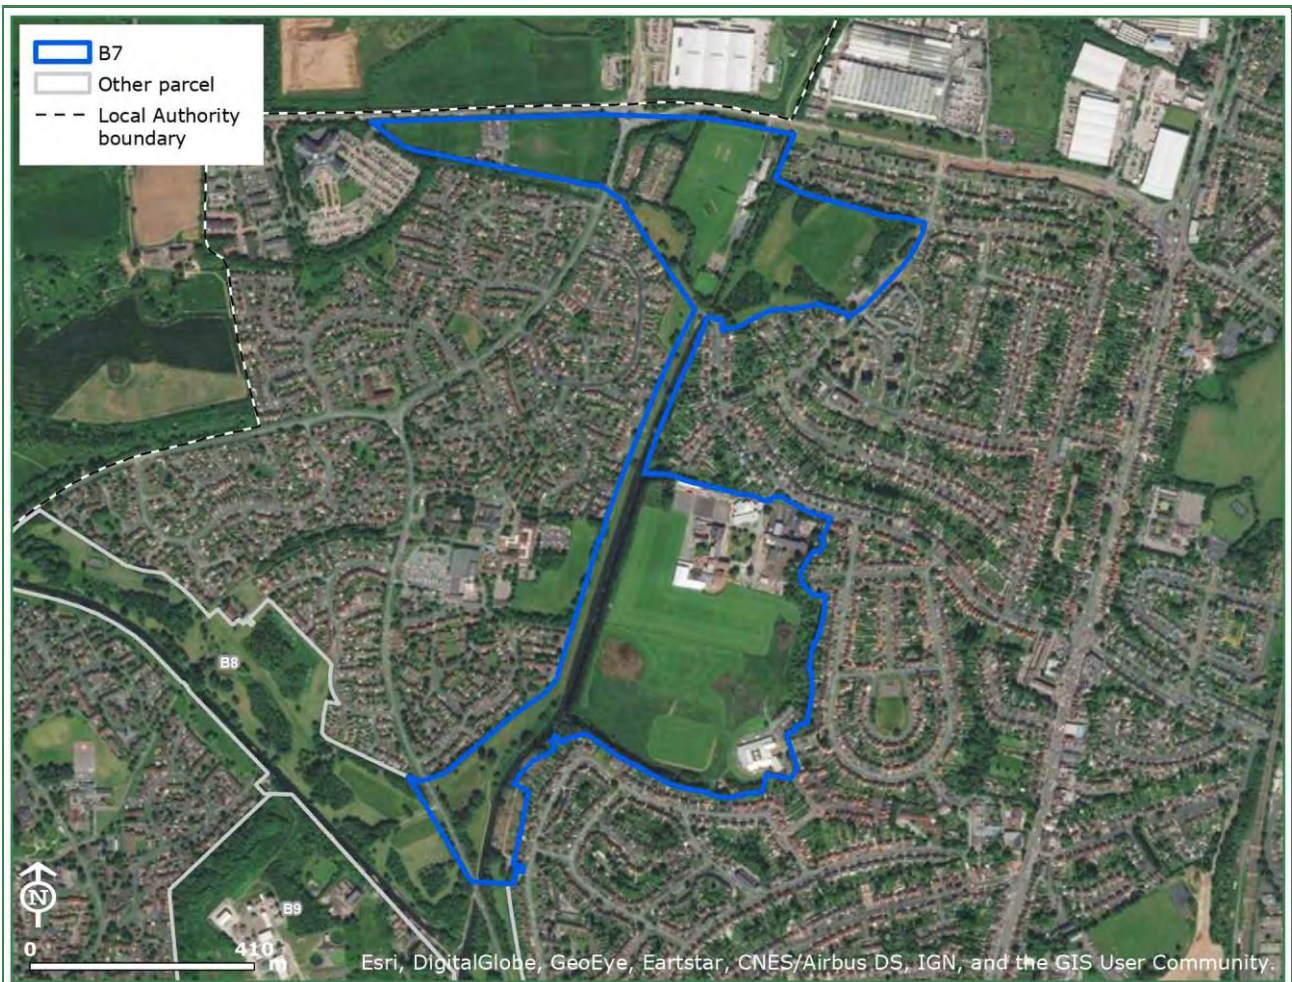 B7
Other parcel
Local Authority
boundary
B8
B9
N
0
410
m
Esri, DigitalGlobe, GeoEye, Eartstar, CNES/Airbus DS, IGN, and the GIS User Community.